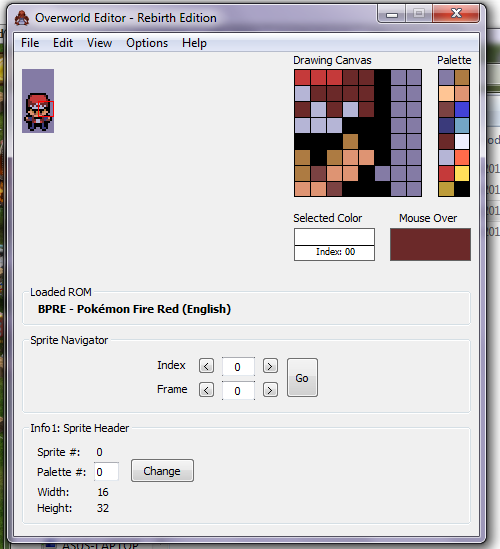 Overworld Editor - Rebirth Edition
File Edit View Options Help
Drawing Canvas Palette
Selected Color Mouse Over
Index: 00
Loaded ROM
BPRE - Pokémon Fire Red (English)
Sprite Navigator
Index < 0 > Go
Frame < 0 >
Info1: Sprite Header
Sprite #: 0
Palette #: 0 Change
Width: 16
Height: 32
ASUS-LAPTOP